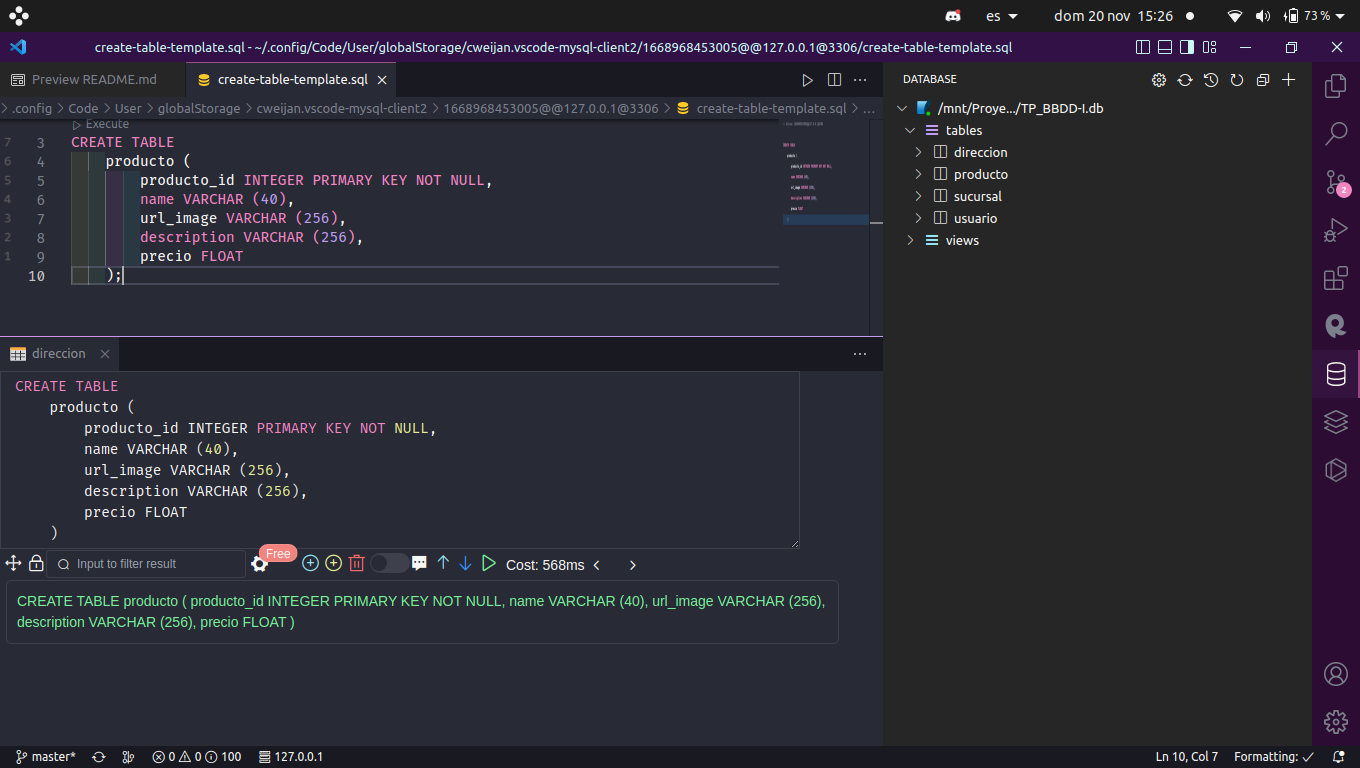 es
dom 20 nov 15:26
73 %
create-table-template.sql - ~/.config/Code/User/globalStorage/cweijan.vscode-mysql-client2/1668968453005@@127.0.0.1@3306/create-table-template.sql
Preview README.md
create-table-template.sql
.config > Code > User > globalStorage > cweijan.vscode-mysql-client2 > 1668968453005@@127.0.0.1@3306 > create-table-template.sql > ...
Execute
7 3 CREATE TABLE
6 4 producto (
5 5 producto_id INTEGER PRIMARY KEY NOT NULL,
4 6 name VARCHAR (40),
3 7 url_image VARCHAR (256),
2 8 description VARCHAR (256),
1 9 precio FLOAT
10 );
direccion
CREATE TABLE
producto (
producto_id INTEGER PRIMARY KEY NOT NULL,
name VARCHAR (40),
url_image VARCHAR (256),
description VARCHAR (256),
precio FLOAT
)
Input to filter result
Free
Cost: 568ms
CREATE TABLE producto ( producto_id INTEGER PRIMARY KEY NOT NULL, name VARCHAR (40), url_image VARCHAR (256),
description VARCHAR (256), precio FLOAT )
DATABASE
/mnt/Proye.../TP_BBDD-I.db
tables
direccion
producto
sucursal
usuario
views
2
master*
0 0 100
127.0.0.1
Ln 10, Col 7
Formatting: ✓